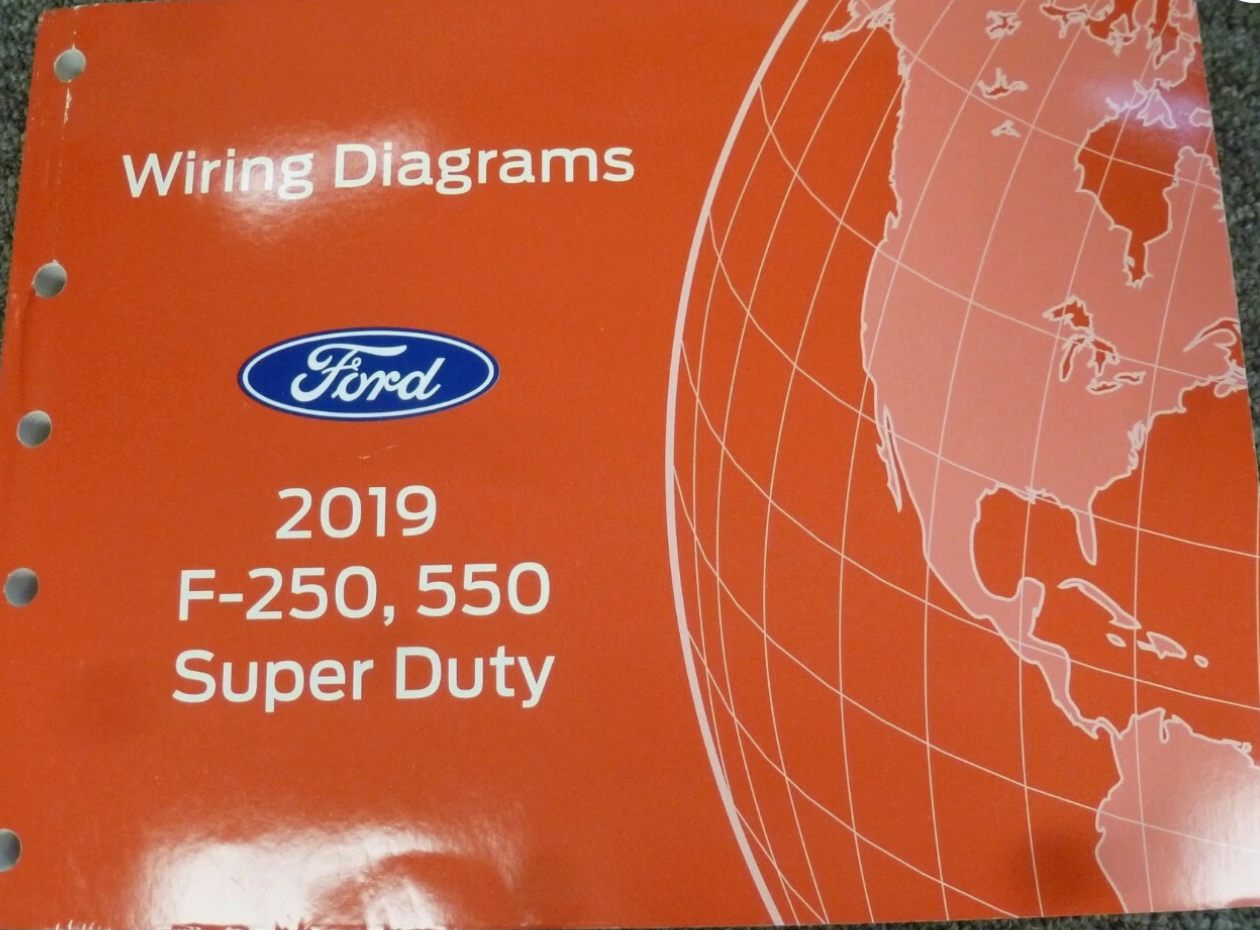 Wiring Diagrams
Ford
2019
F-250, 550
Super Duty